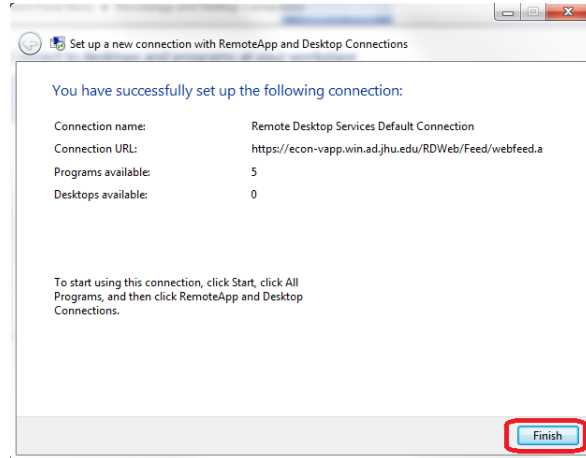 Set up a new connection with RemoteApp and Desktop Connections
You have successfully set up the following connection:
Connection name: Remote Desktop Services Default Connection
Connection URL: https://econ-vapp.win.ad.jhu.edu/RDWeb/Feed/webfeed.a
Programs available: 5
Desktops available: 0
To start using this connection, click Start, click All
Programs, and then click RemoteApp and Desktop
Connections.
Finish